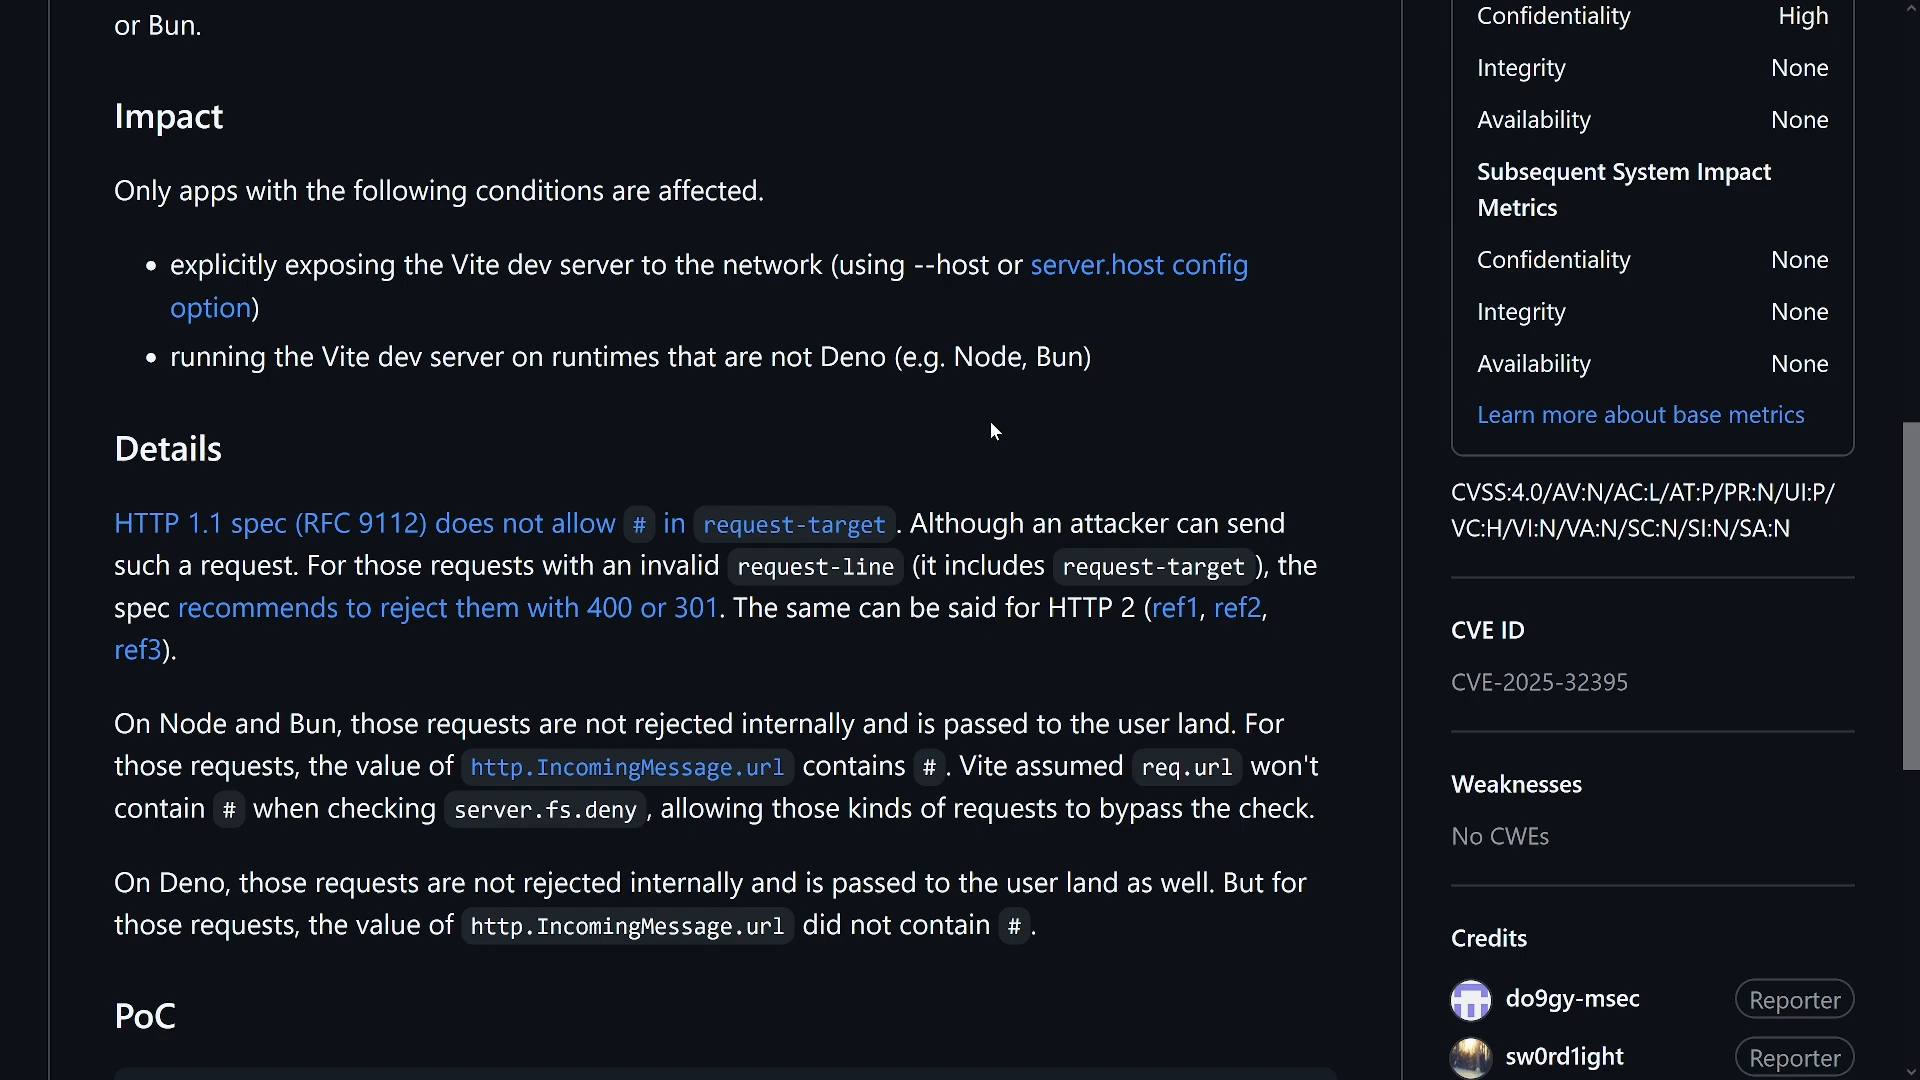 or Bun.
Impact
Only apps with the following conditions are affected.
• explicitly exposing the Vite dev server to the network (using --host or server.host config
option)
• running the Vite dev server on runtimes that are not Deno (e.g. Node, Bun)
Details
HTTP 1.1 spec (RFC 9112) does not allow # in request-target. Although an attacker can send
such a request. For those requests with an invalid request-line (it includes request-target), the
spec recommends to reject them with 400 or 301. The same can be said for HTTP 2 (ref1, ref2,
ref3).
On Node and Bun, those requests are not rejected internally and is passed to the user land. For
those requests, the value of http.IncomingMessage.url contains #. Vite assumed req.url won't
contain # when checking server.fs.deny, allowing those kinds of requests to bypass the check.
On Deno, those requests are not rejected internally and is passed to the user land as well. But for
those requests, the value of http.IncomingMessage.url did not contain #.
PoC
Confidentiality High
Integrity None
Availability None
Subsequent System Impact
Metrics
Confidentiality None
Integrity None
Availability None
Learn more about base metrics
CVSS:4.0/AV:N/AC:L/AT:P/PR:N/UI:P/
VC:H/VI:N/VA:N/SC:N/SI:N/SA:N
CVE ID
CVE-2025-32395
Weaknesses
No CWEs
Credits
do9gy-msec Reporter
sw0rd1ight Reporter